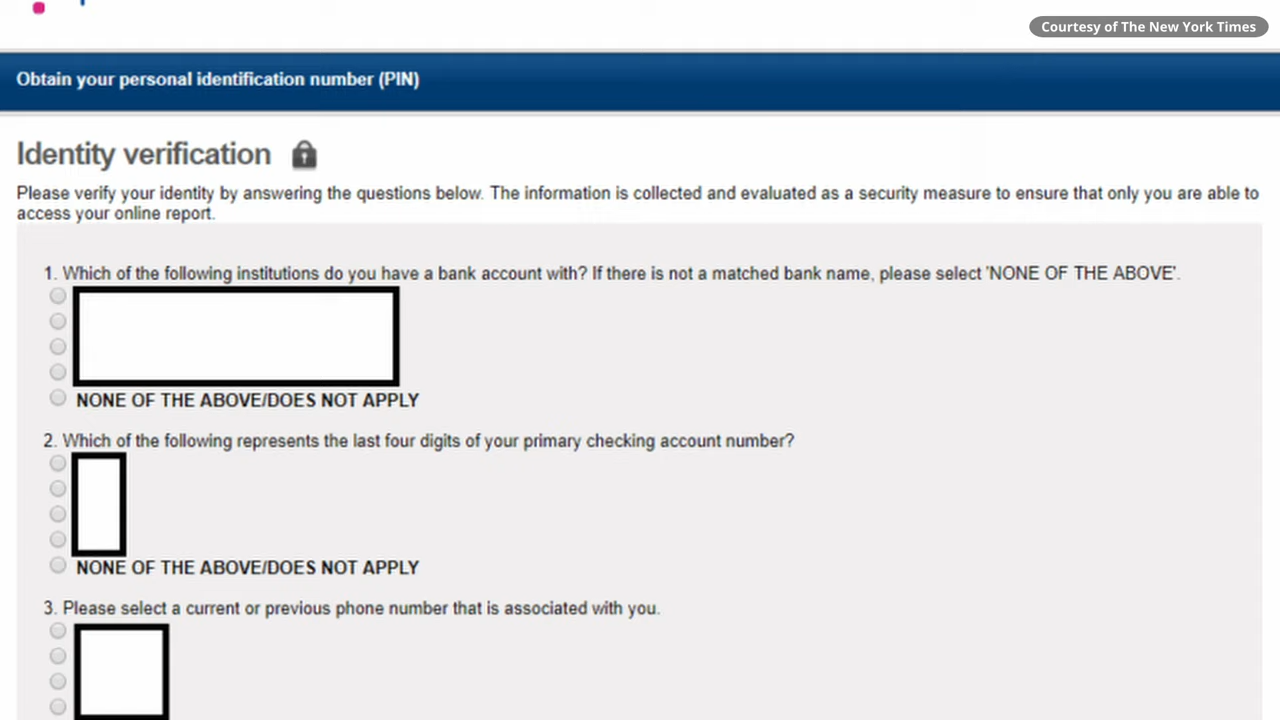 Courtesy of The New York Times
Obtain your personal identification number (PIN)
Identity verification
Please verify your identity by answering the questions below. The information is collected and evaluated as a security measure to ensure that only you are able to
access your online report.
1. Which of the following institutions do you have a bank account with? If there is not a matched bank name, please select 'NONE OF THE ABOVE'.
NONE OF THE ABOVE/DOES NOT APPLY
2. Which of the following represents the last four digits of your primary checking account number?
NONE OF THE ABOVE/DOES NOT APPLY
3. Please select a current or previous phone number that is associated with you.